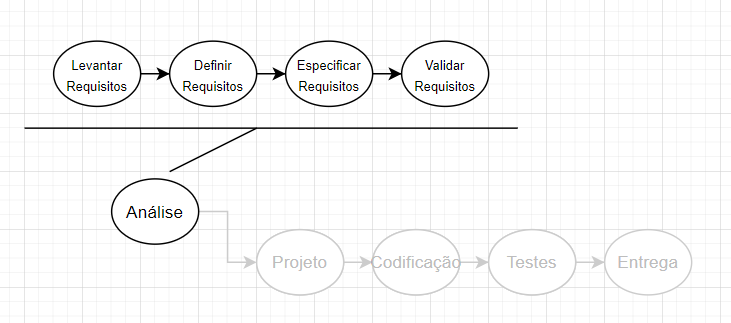 Levantar
Requisitos
Definir
Requisitos
Especificar
Requisitos
Validar
Requisitos
Análise
Projeto
Codificação
Testes
Entrega